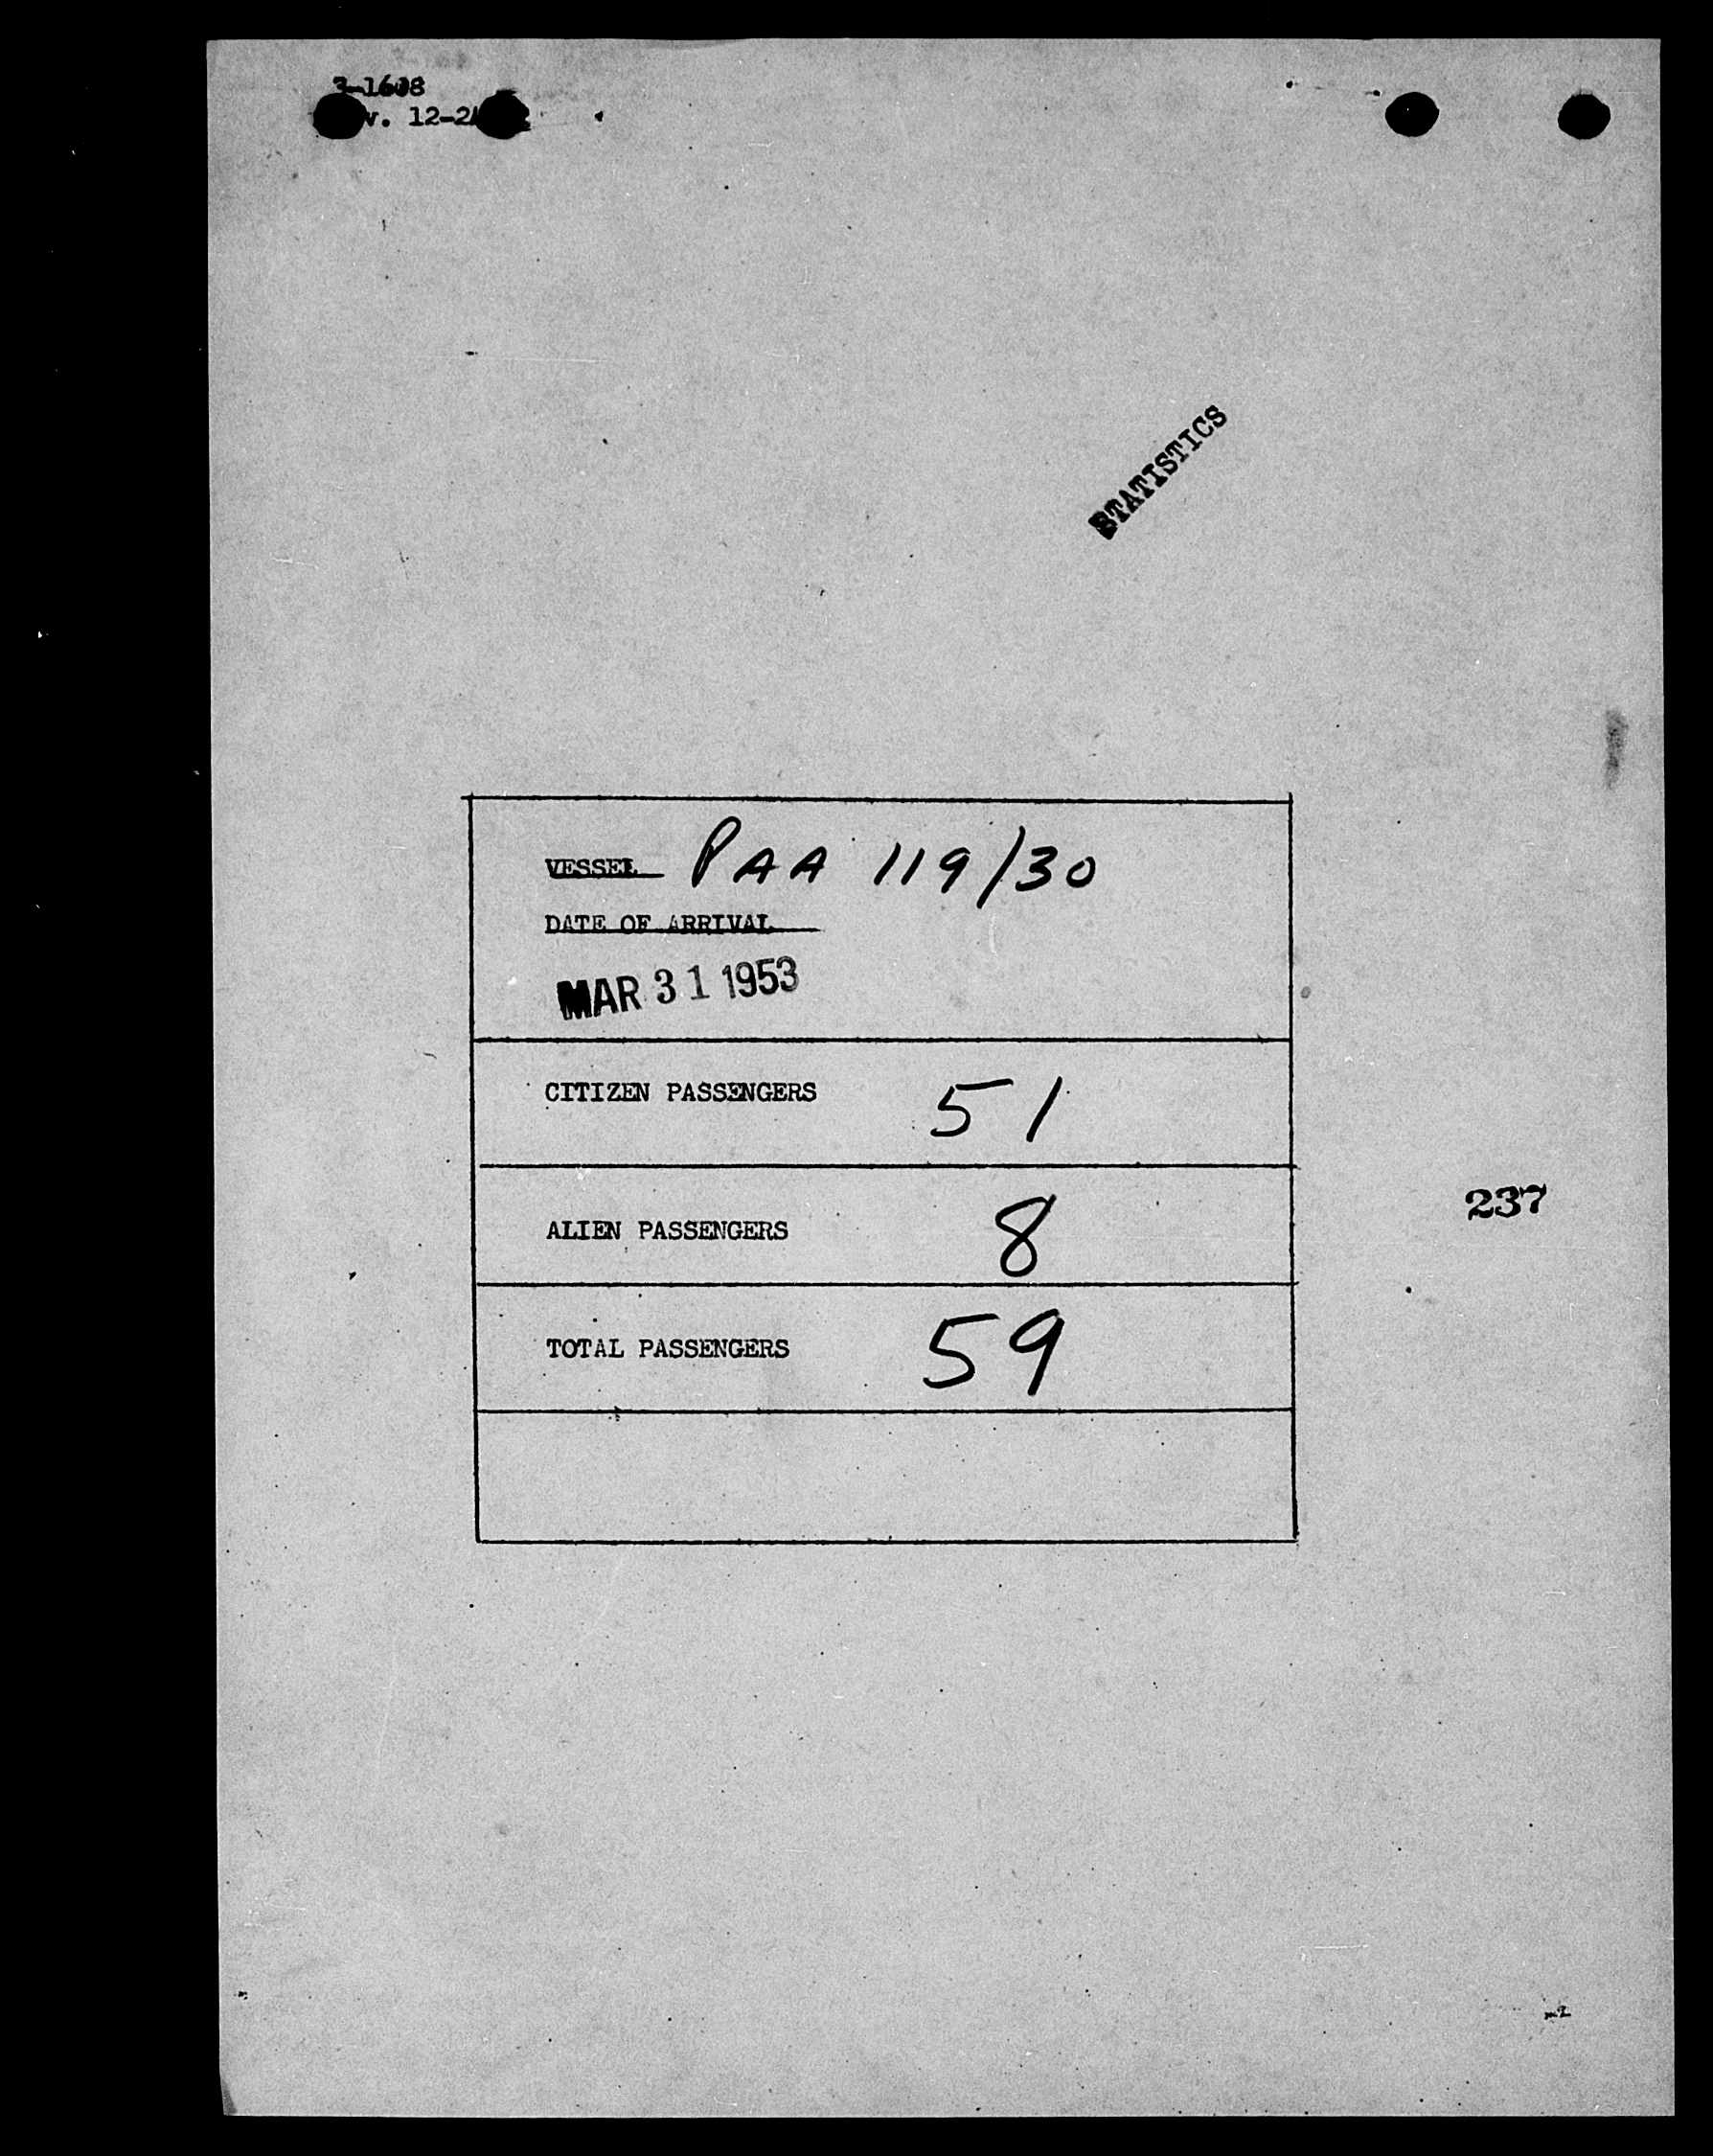 3-1608
v. 12-2
STATISTICS
VESSEL PAA 119/30
DATE OF ARRIVAL
MAR 31 1953
CITIZEN PASSENGERS 51
ALIEN PASSENGERS 8
237
TOTAL PASSENGERS 59